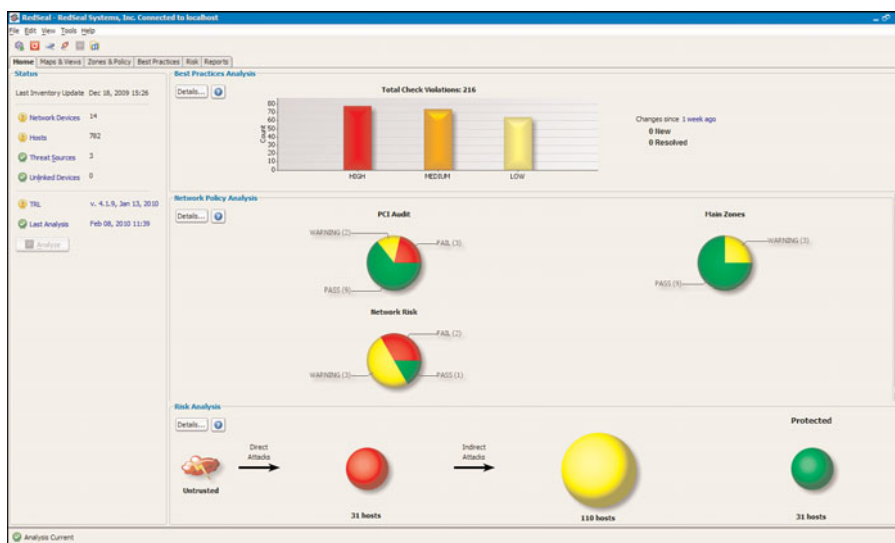 RedSeal - RedSeal Systems, Inc. Connected to localhost
File Edit View Tools Help
Home Maps & Views Zones & Policy Best Practices Risk Reports
Status
Last Inventory Update Dec 18, 2009 15:26
Network Devices 14
Hosts 782
Threat Sources 3
Unlinked Devices 0
TRL v. 4.1.9, Jan 13, 2010
Last Analysis Feb 08, 2010 11:39
Analyze
Best Practices Analysis
Details...
Total Check Violations: 216
Count
80
70
60
50
40
30
20
10
0
HIGH MEDIUM LOW
Changes since 1 week ago
0 New
0 Resolved
Network Policy Analysis
Details...
PCI Audit
WARNING (2)
FAIL (3)
PASS (9)
Main Zones
WARNING (3)
PASS (9)
Network Risk
FAIL (2)
WARNING (3)
PASS (1)
Risk Analysis
Details...
Untrusted
Direct
Attacks
31 hosts
Indirect
Attacks
110 hosts
Protected
31 hosts
Analysis Current